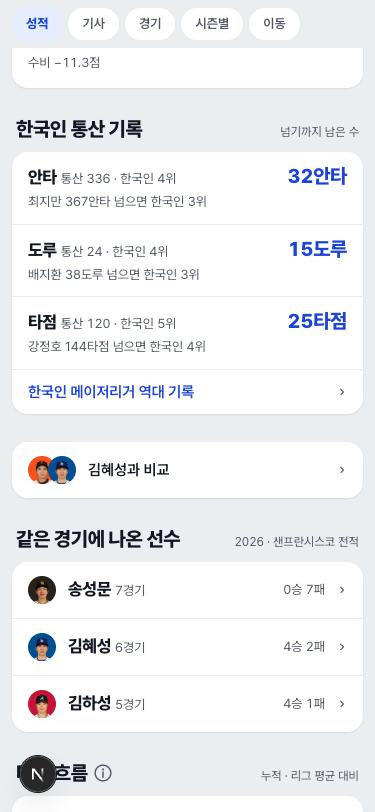 성적
기사
경기
시즌별
이동
수비 –11.3점
한국인 통산 기록
넘기까지 남은 수
안타 통산 336 · 한국인 4위
32안타
최지만 367안타 넘으면 한국인 3위
도루 통산 24 · 한국인 4위
15도루
배지환 38도루 넘으면 한국인 3위
타점 통산 120 · 한국인 5위
25타점
강정호 144타점 넘으면 한국인 4위
한국인 메이저리거 역대 기록
김혜성과 비교
같은 경기에 나온 선수
2026 · 샌프란시스코 전적
송성문 7경기
0승 7패
김혜성 6경기
4승 2패
김하성 5경기
4승 1패
N
흐름
누적 · 리그 평균 대비